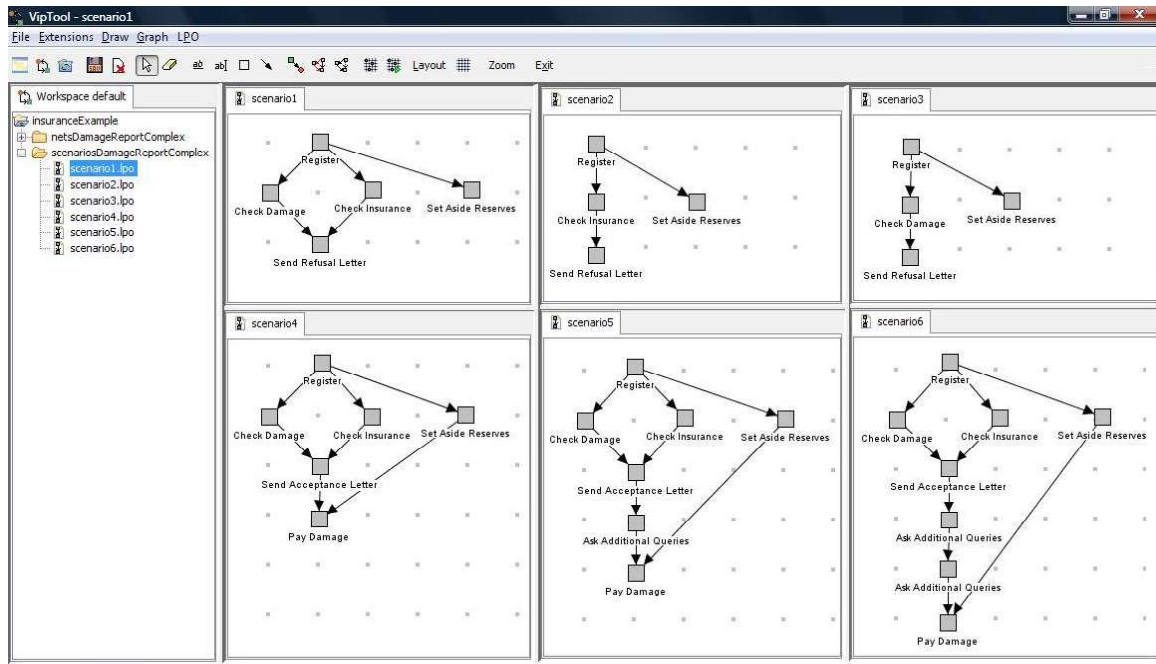 VipTool - scenario1
File Extensions Draw Graph LPO
ab ab Layout Zoom Exit
Workspace default
insuranceExample
netsDamageReportComplex
scenariosDamageReportComplex
scenario1.lpo
scenario2.lpo
scenario3.lpo
scenario4.lpo
scenario5.lpo
scenario6.lpo
scenario1
Register
Check Damage Check Insurance Set Aside Reserves
Send Refusal Letter
scenario2
Register
Check Insurance Set Aside Reserves
Send Refusal Letter
scenario3
Register
Check Damage Set Aside Reserves
Send Refusal Letter
scenario4
Register
Check Damage Check Insurance Set Aside Reserves
Send Acceptance Letter
Pay Damage
scenario5
Register
Check Damage Check Insurance Set Aside Reserves
Send Acceptance Letter
Ask Additional Queries
Pay Damage
scenario6
Register
Check Damage Check Insurance Set Aside Reserves
Send Acceptance Letter
Ask Additional Queries
Ask Additional Queries
Pay Damage